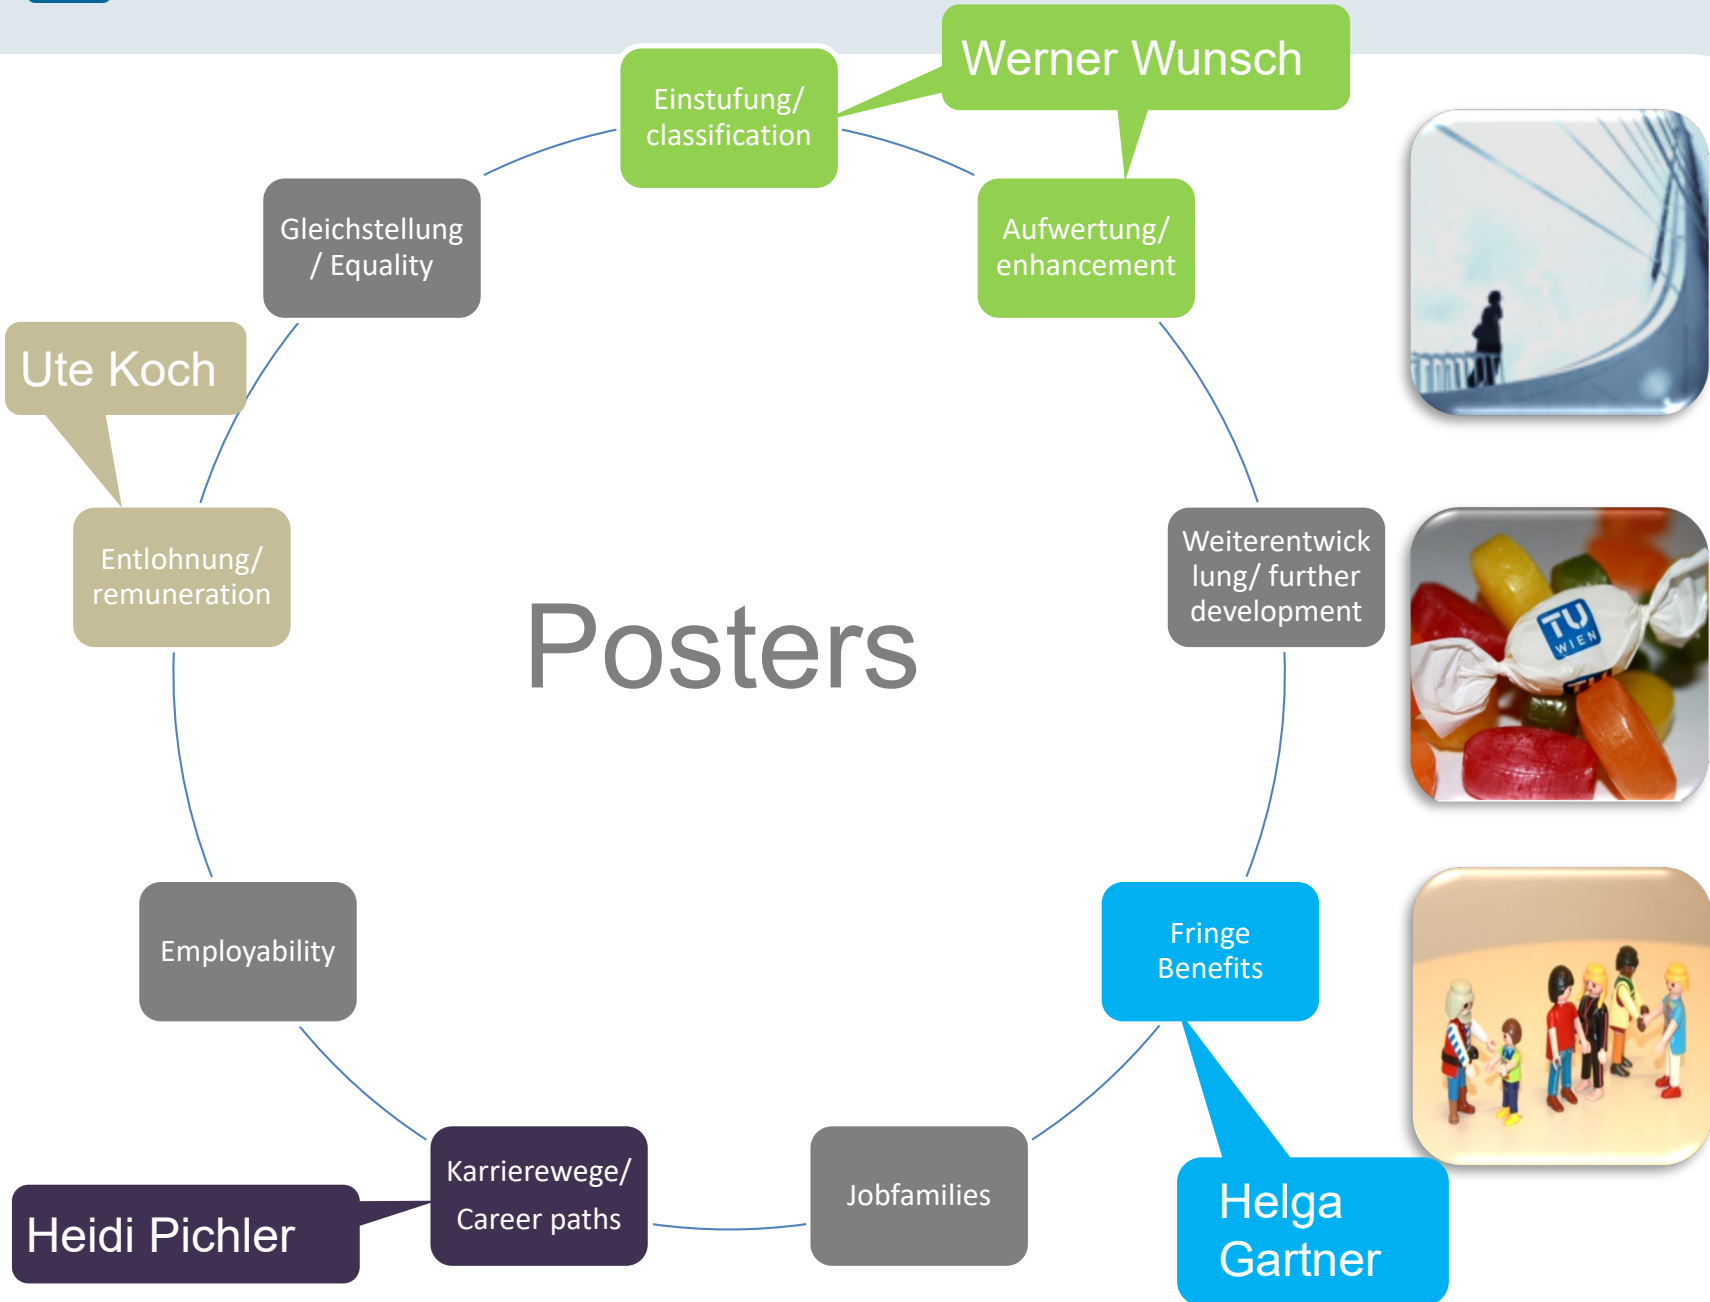 Werner Wunsch
Einstufung/
classification
Gleichstellung
/ Equality
Aufwertung/
enhancement
Ute Koch
Entlohnung/
remuneration
Weiterentwick
lung/ further
development
Posters
TU
WIEN
TU
Employability
Fringe
Benefits
Karrierewege/
Career paths
Jobfamilies
Heidi Pichler
Helga
Gartner